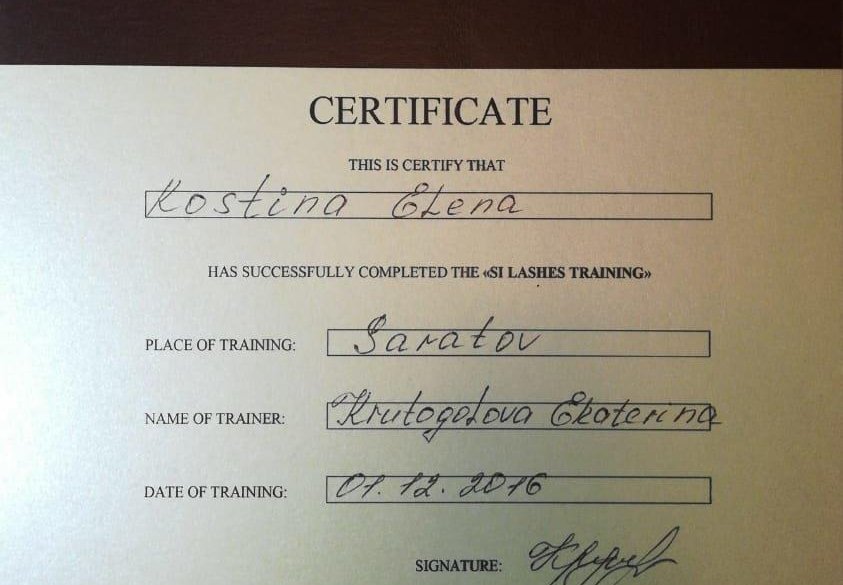 CERTIFICATE
THIS IS CERTIFY THAT
Kostina Elena
HAS SUCCESSFULLY COMPLETED THE «SI LASHES TRAINING»
PLACE OF TRAINING: Saratov
NAME OF TRAINER: Krutogolova Ekaterina
DATE OF TRAINING: 01.12.2016
SIGNATURE: